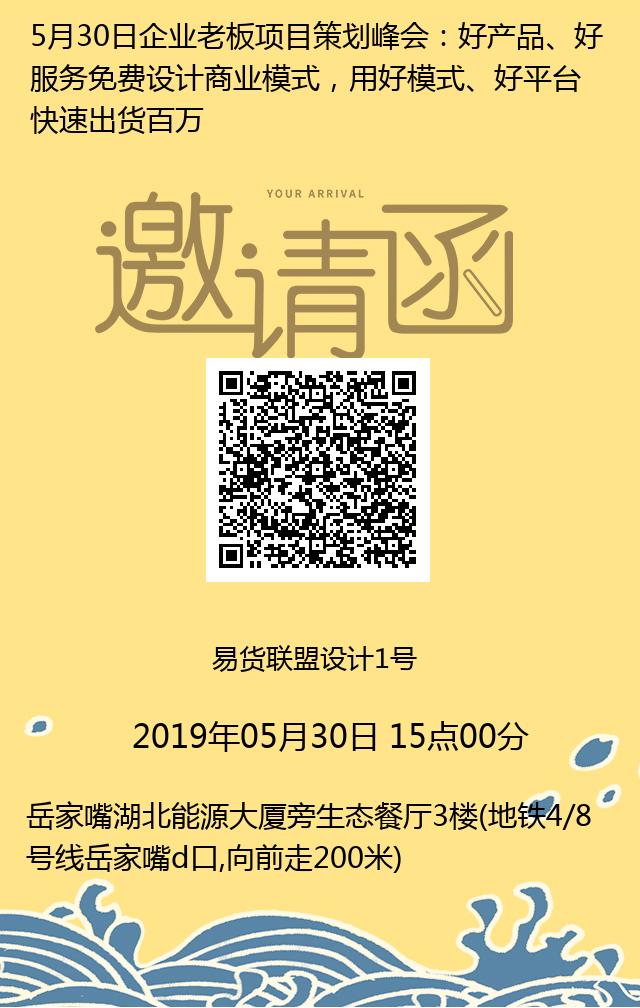 5月30日企业老板项目策划峰会：好产品、好
服务免费设计商业模式，用好模式、好平台
快速出货百万
YOUR ARRIVAL
邀请函
易货联盟设计1号
2019年05月30日 15点00分
岳家嘴湖北能源大厦旁生态餐厅3楼(地铁4/8
号线岳家嘴d口,向前走200米)